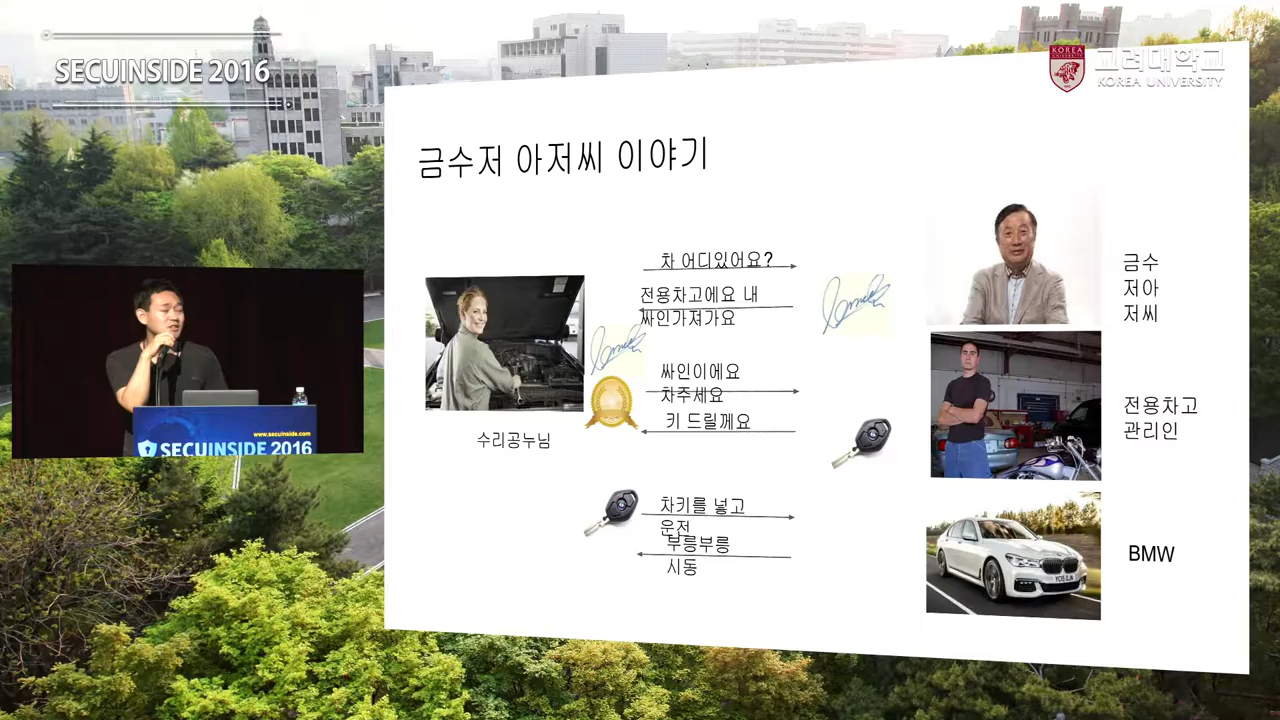 SECUINSIDE 2016
KOREA
UNIVERSITY
고려대학교
KOREA UNIVERSITY
금수저 아저씨 이야기
차 어디있어요?
전용차고에요 내
싸인가져가요
싸인이에요
차주세요
키 드릴께요
수리공누님
차키를 넣고
운전
부릉부릉
시동
금수
저아
저씨
전용차고
관리인
BMW
www.secuinside.com
SECUINSIDE 2016